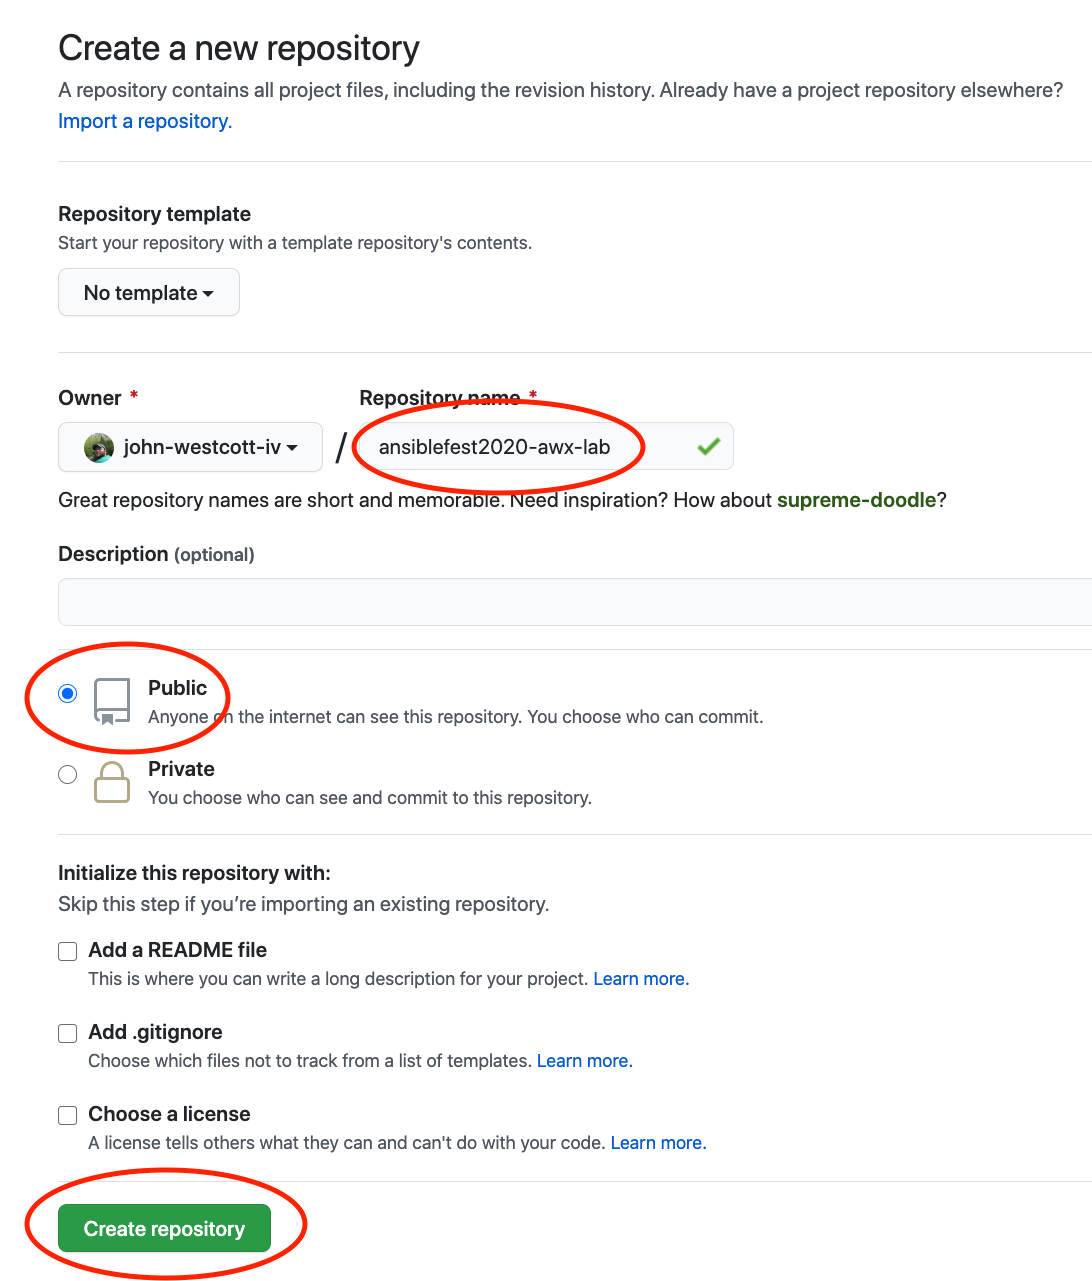 Create a new repository
A repository contains all project files, including the revision history. Already have a project repository elsewhere?
Import a repository.
Repository template
Start your repository with a template repository's contents.
No template
Owner * Repository name *
john-westcott-iv / ansiblefest2020-awx-lab
Great repository names are short and memorable. Need inspiration? How about supreme-doodle?
Description (optional)
Public
Anyone on the internet can see this repository. You choose who can commit.
Private
You choose who can see and commit to this repository.
Initialize this repository with:
Skip this step if you’re importing an existing repository.
Add a README file
This is where you can write a long description for your project. Learn more.
Add .gitignore
Choose which files not to track from a list of templates. Learn more.
Choose a license
A license tells others what they can and can't do with your code. Learn more.
Create repository